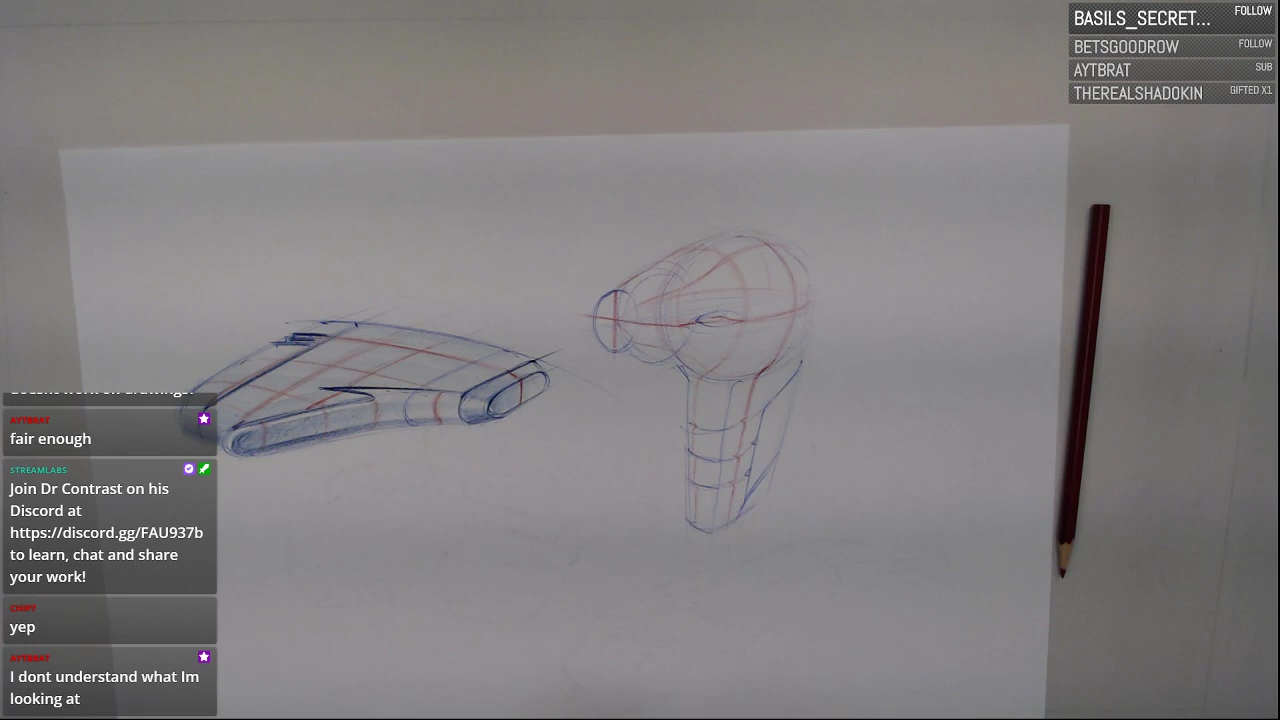 BASILS_SECRET... FOLLOW
BETSGOODROW FOLLOW
AYTBRAT SUB
THEREALSHADOKIN GIFTED X1
AYTBRAT
fair enough
STREAMLABS
Join Dr Contrast on his
Discord at
https://discord.gg/FAU937b
to learn, chat and share
your work!
yep
AYTBRAT
I dont understand what Im
looking at